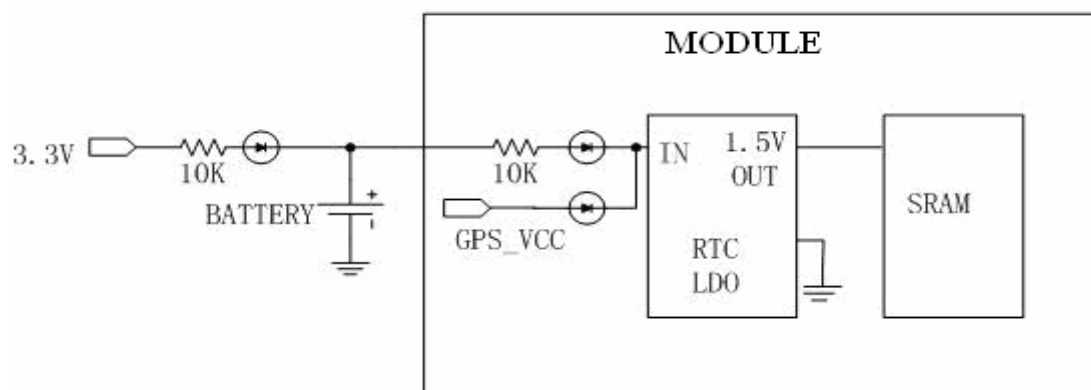 MODULE
3.3V
10K
10K
IN
1.5V
OUT
BATTERY
+
-
GPS_VCC
RTC
LDO
SRAM